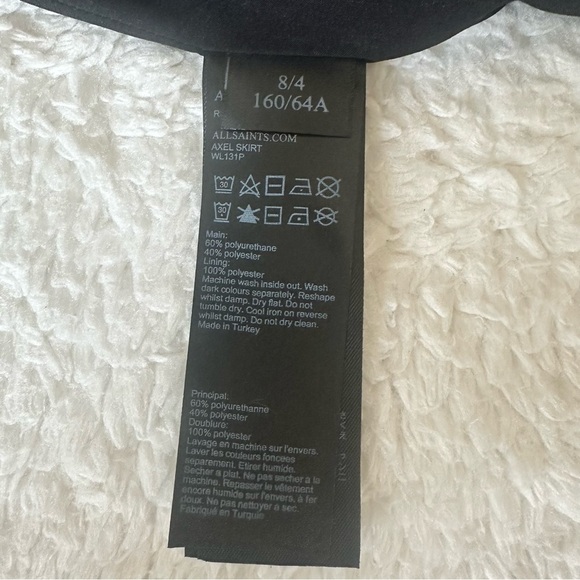 8/4
160/64A
A
R
ALLSAINTS.COM
AXEL SKIRT
WL131P
30
30
Main:
60% polyurethane
40% polyester
Lining:
100% polyester
Machine wash inside out. Wash
dark colours separately. Reshape
whilst damp. Dry flat. Do not
tumble dry. Cool iron on reverse
whilst damp. Do not dry clean.
Made in Turkey
Principal:
60% polyurethanne
40% polyester
Doublure:
100% polyester
Lavage en machine sur l'envers.
Laver les couleurs foncées
separement. Etirer humide.
Secher a plat. Ne pas secher a la
machine. Repasser le vêtement
encore humide sur l'envers, à fer
doux. Ne pas nettoyer a sec.
Fabriqué en Turquie